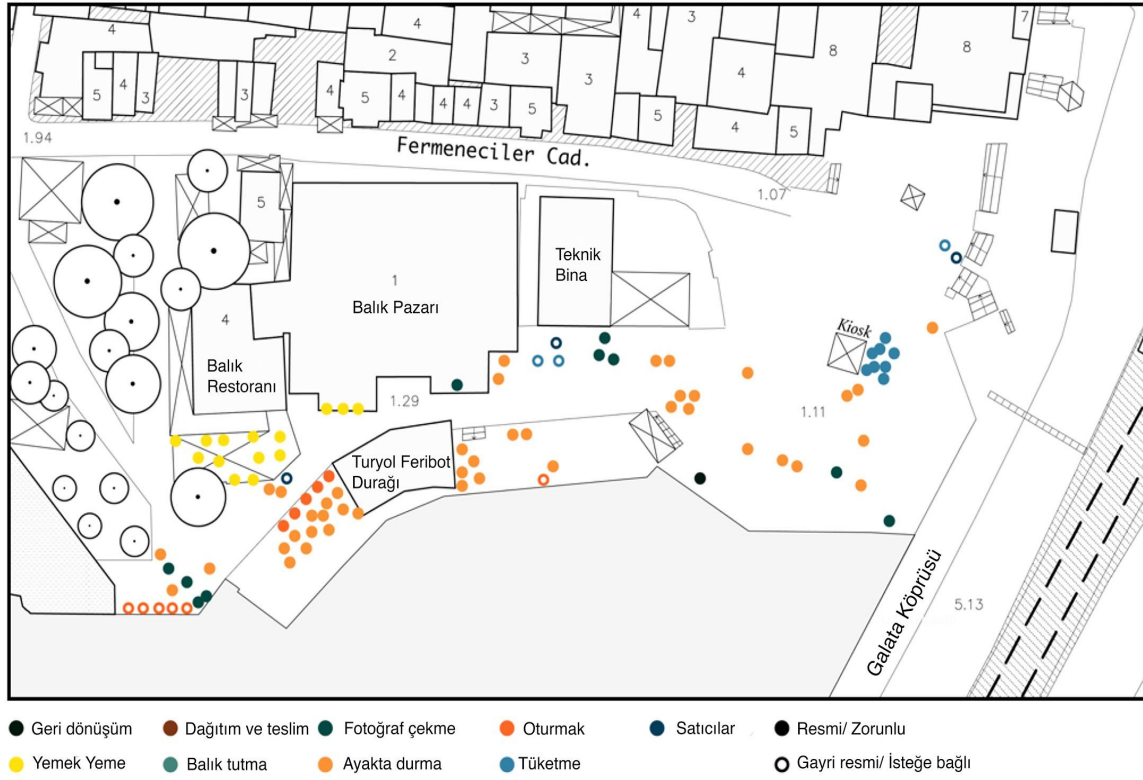 4
4
3
7
8
8
2
3
4
4
3
5
4
3
3
4
5
4
4
4
3
5
5
4
5
1.94
Fermeneciler Cad.
1.07
5
Teknik
Bina
1
Balık Pazarı
4
Kiosk
Balık
Restoranı
1.29
1.11
Turyol Feribot
Durağı
Galata Köprüsü
5.13
Geri dönüşüm
Dağıtım ve teslim
Fotoğraf çekme
Oturmak
Satıcılar
Resmi/ Zorunlu
Yemek Yeme
Balık tutma
Ayakta durma
Tüketme
Gayri resmi/ İsteğe bağlı